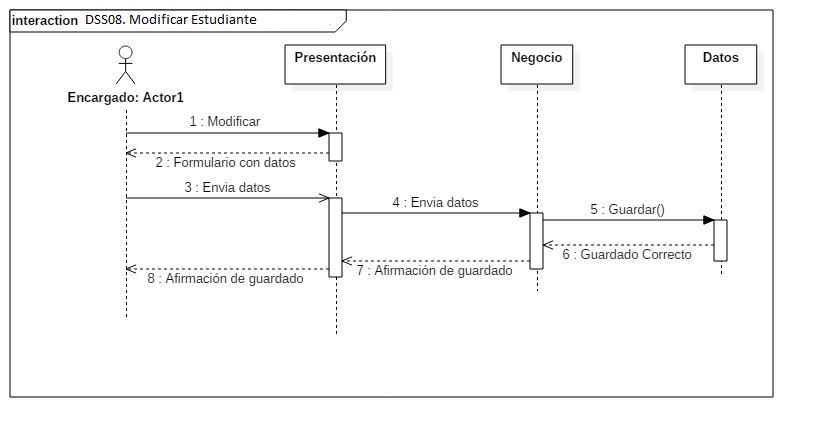 interaction DSS08. Modificar Estudiante
Presentación
Negocio
Datos
Encargado: Actor1
1 : Modificar
2 : Formulario con datos
3 : Envia datos
4 : Envia datos
5 : Guardar()
6 : Guardado Correcto
7 : Afirmación de guardado
8 : Afirmación de guardado